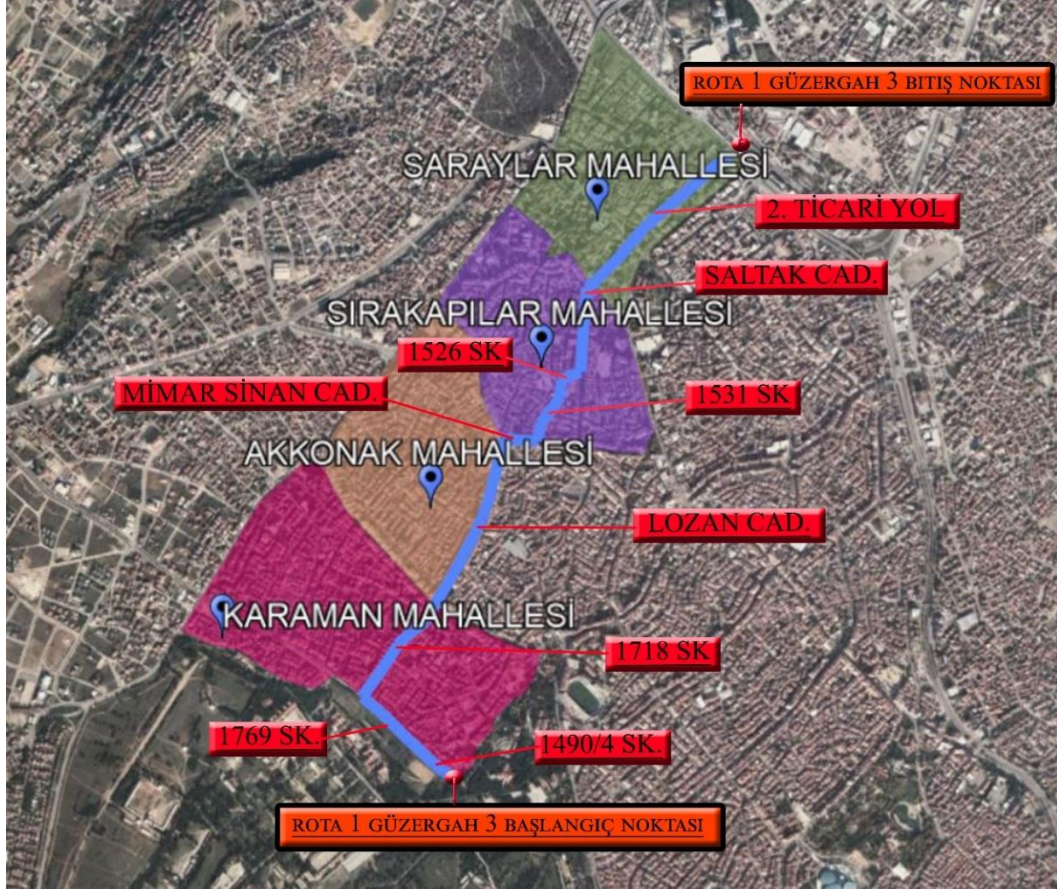 ROTA 1 GÜZERGAH 3 BITIŞ NOKTASI
SARAYLAR MAHALLESİ
2. TİCARİ YOL
SALTAK CAD.
SIRAKAPILAR MAHALLESİ
1526 SK
MİMAR SİNAN CAD.
1531 SK
AKKONAK MAHALLESİ
LOZAN CAD.
KARAMAN MAHALLESİ
1718 SK
1769 SK.
1490/4 SK.
ROTA 1 GÜZERGAH 3 BAŞLANGIÇ NOKTASI